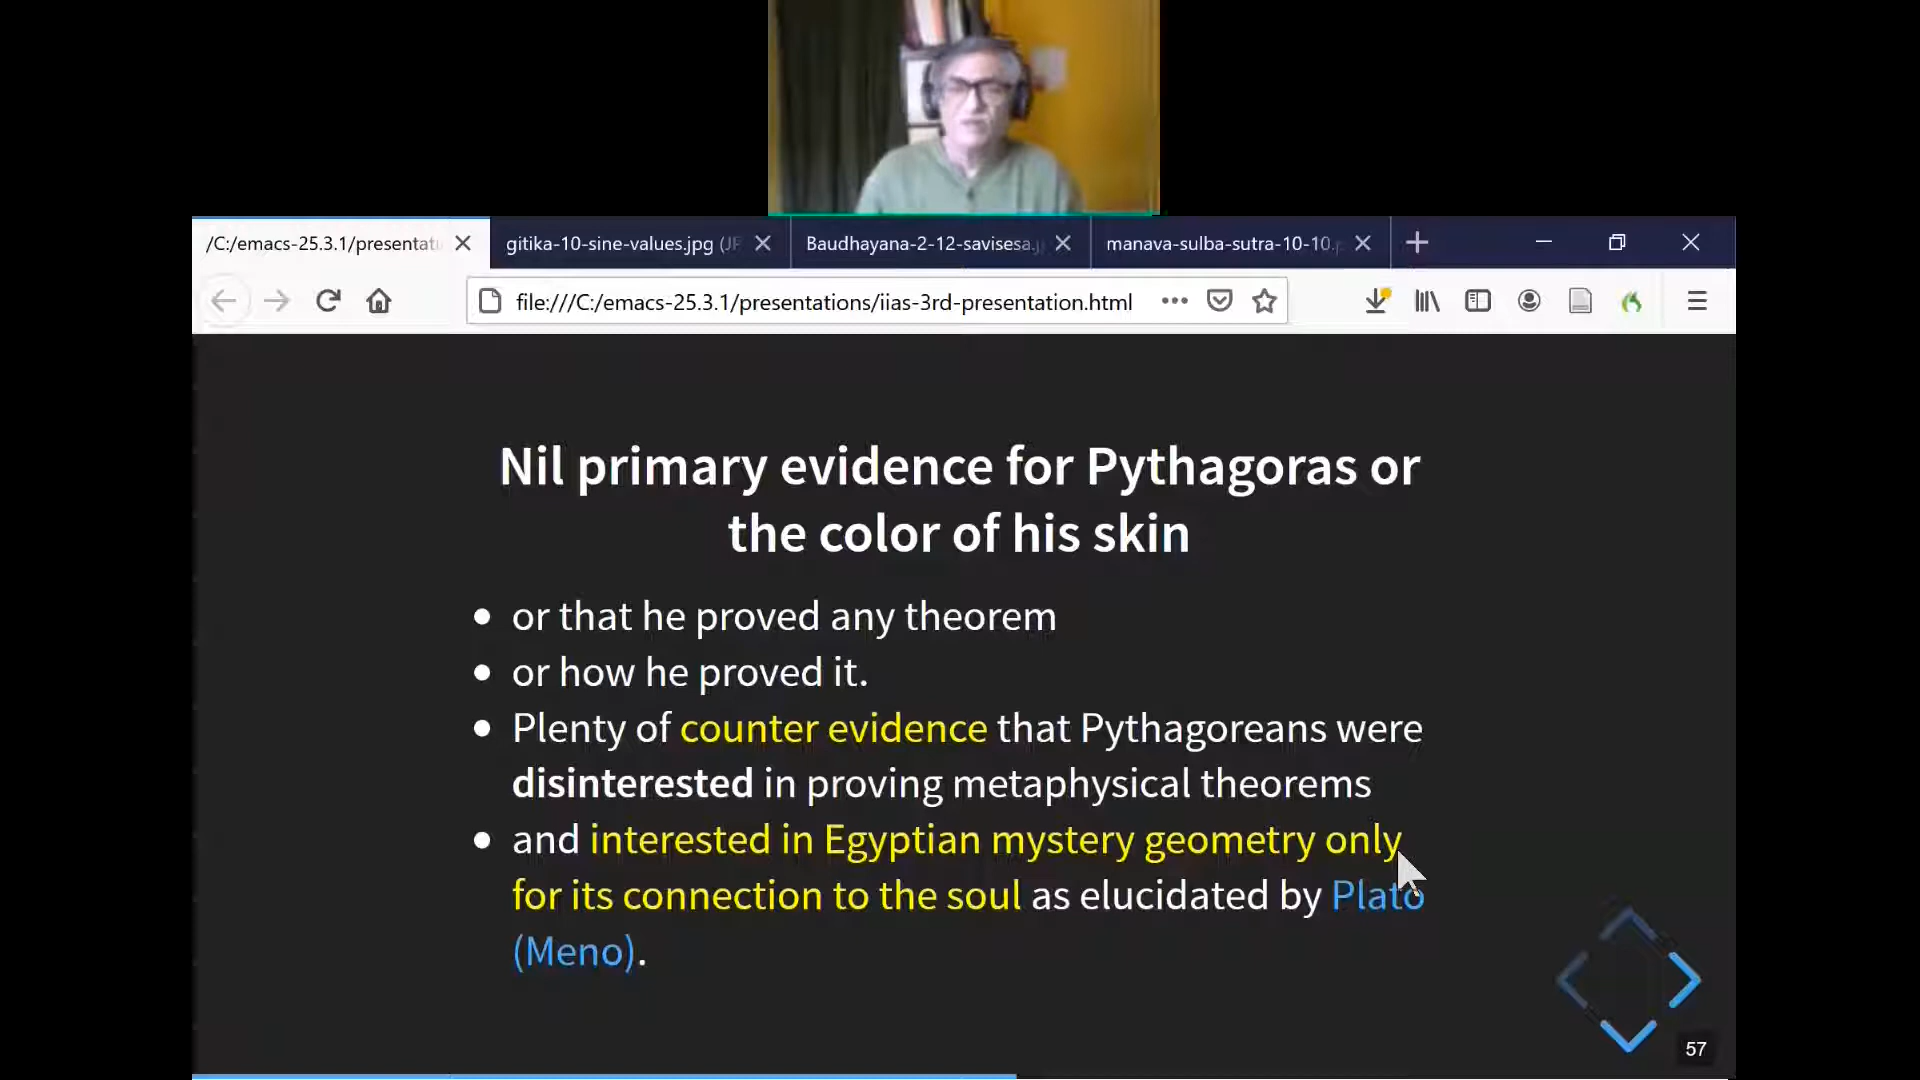 /C:/emacs-25.3.1/presentati
gitika-10-sine-values.jpg (JP
Baudhayana-2-12-savisesa.j
manava-sulba-sutra-10-10.p
file:///C:/emacs-25.3.1/presentations/iias-3rd-presentation.html
Nil primary evidence for Pythagoras or
the color of his skin
• or that he proved any theorem
• or how he proved it.
• Plenty of counter evidence that Pythagoreans were
disinterested in proving metaphysical theorems
• and interested in Egyptian mystery geometry only
for its connection to the soul as elucidated by Plato
(Meno).
57